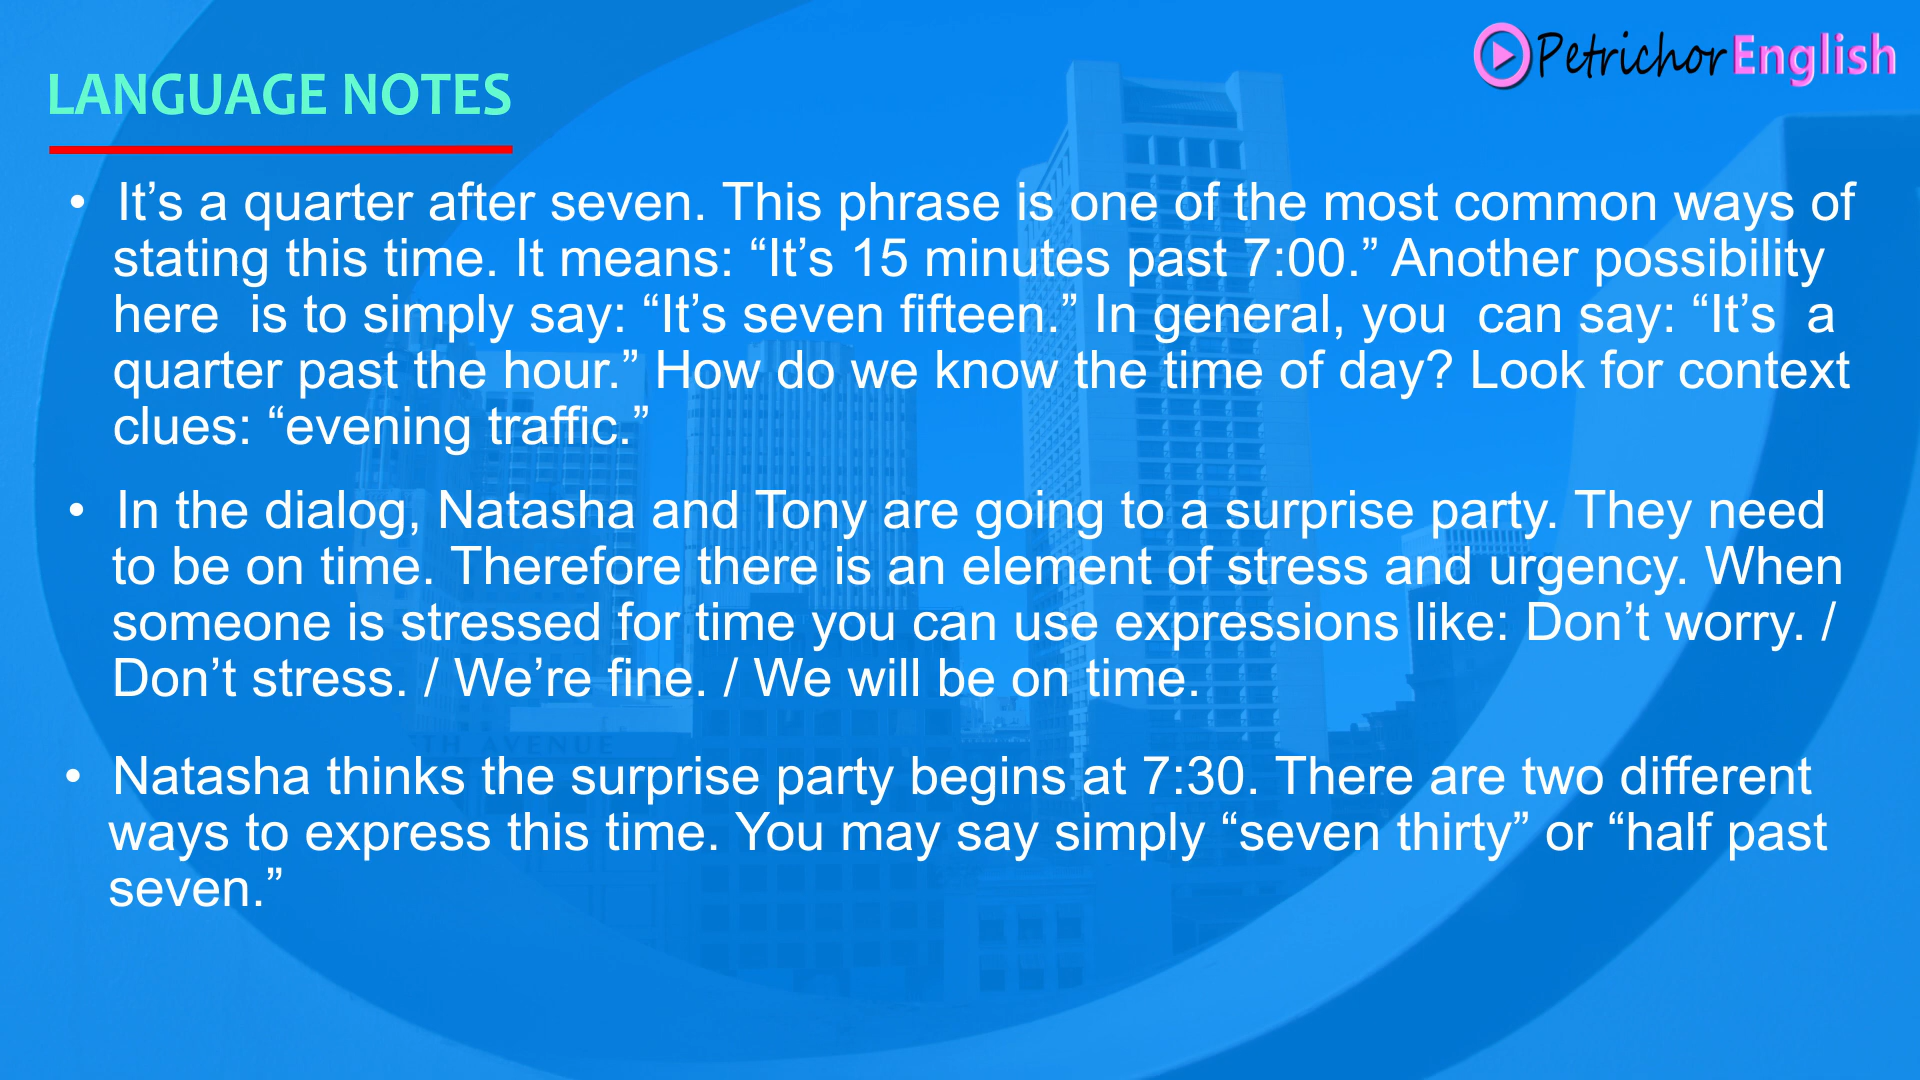 Petrichor English
LANGUAGE NOTES
• It’s a quarter after seven. This phrase is one of the most common ways of
stating this time. It means: “It’s 15 minutes past 7:00.” Another possibility
here is to simply say: “It’s seven fifteen.” In general, you can say: “It’s a
quarter past the hour.” How do we know the time of day? Look for context
clues: “evening traffic.”
• In the dialog, Natasha and Tony are going to a surprise party. They need
to be on time. Therefore there is an element of stress and urgency. When
someone is stressed for time you can use expressions like: Don’t worry. /
Don’t stress. / We’re fine. / We will be on time.
TH AVENUE
• Natasha thinks the surprise party begins at 7:30. There are two different
ways to express this time. You may say simply “seven thirty” or “half past
seven.”